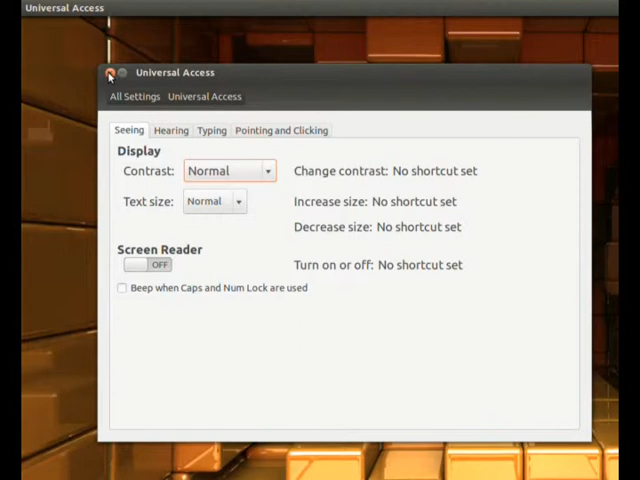 Universal Access
Universal Access
All Settings Universal Access
Seeing Hearing Typing Pointing and Clicking
Display
Contrast: Normal Change contrast: No shortcut set
Text size: Normal Increase size: No shortcut set
Decrease size: No shortcut set
Screen Reader
OFF Turn on or off: No shortcut set
Beep when Caps and Num Lock are used